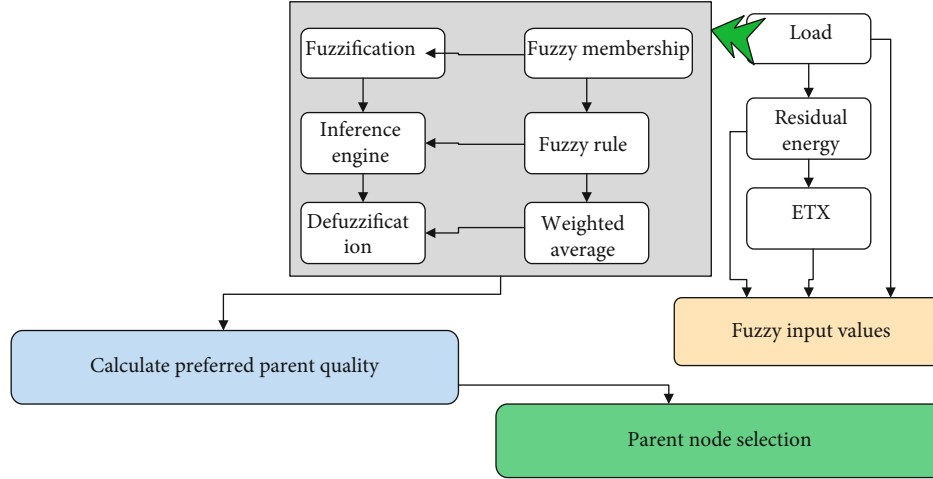 Fuzzification
Fuzzy membership
Load
Inference
engine
Fuzzy rule
Residual
energy
Defuzzificat
ion
Weighted
average
ETX
Fuzzy input values
Calculate preferred parent quality
Parent node selection